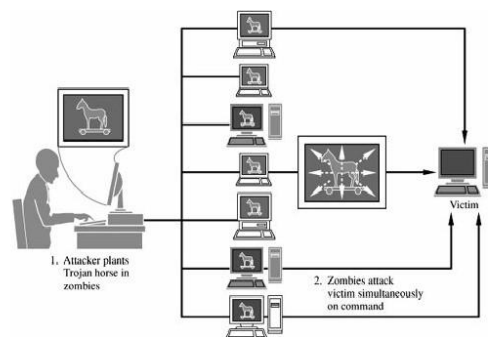 Victim
1. Attacker plants
Trojan horse in
zombies
2. Zombies attack
victim simultaneously
on command